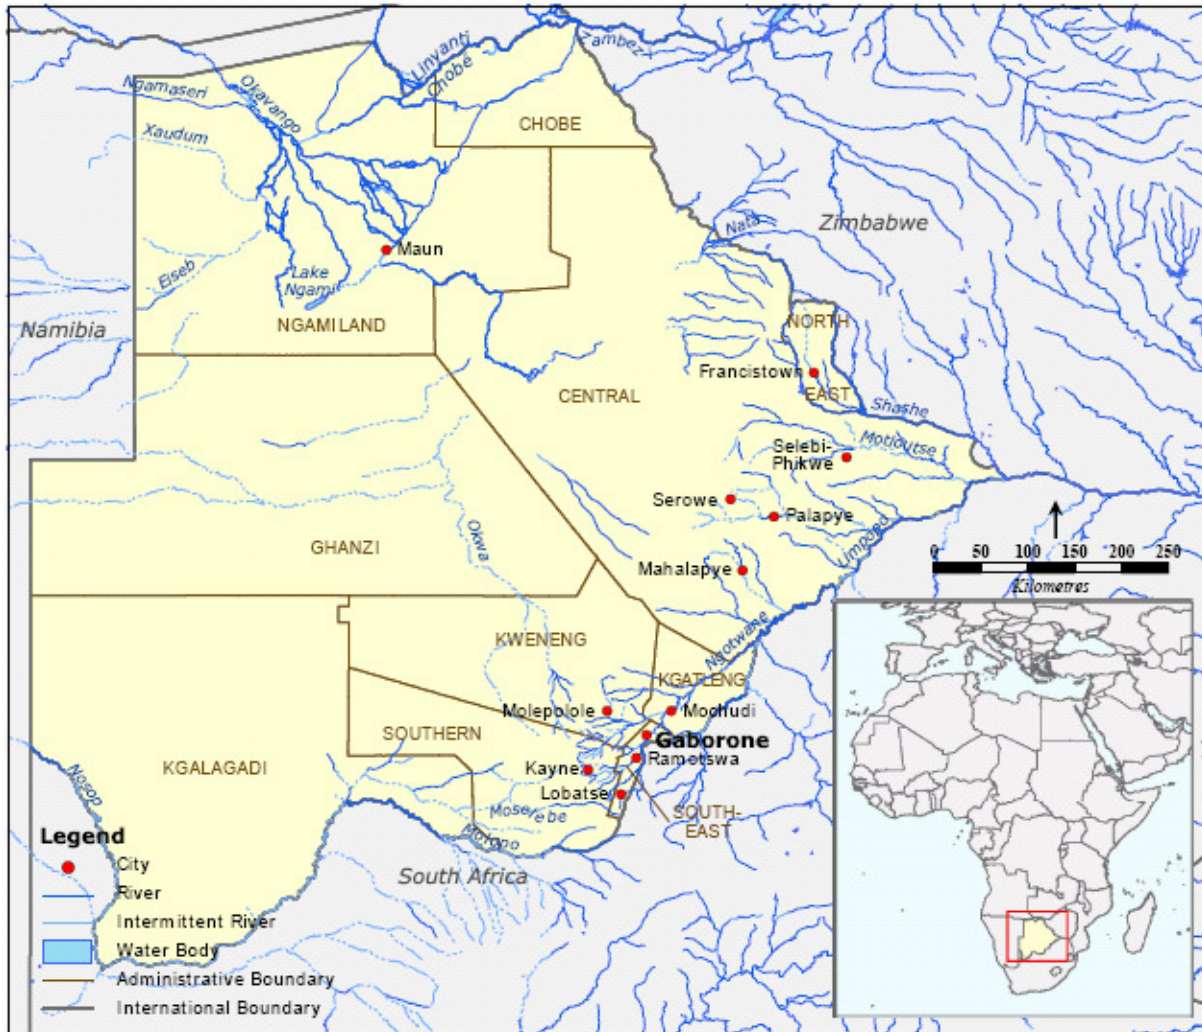 Zambezi
Linyanti
Chobe
Ngamaseri
Okavango
CHOBE
Xaudum
Nata
Zimbabwe
Maun
Eiseb
Lake
Ngami
Namibia
NGAMILAND
NORTH
Francistown
EAST
CENTRAL
Shashe
Motloutse
Selebi-
Phikwe
Serowe
Palapye
Okwa
GHANZI
Limpopo
Mahalapye
0 50 100 150 200 250
Kilometres
KWENENG
Ngotwane
KGATLENG
Molepolole
Mochudi
SOUTHERN
Gaborone
Ramotswa
KGALAGADI
Kayne
Nosop
Lobatse
Moselebe
SOUTH-
EAST
Molopo
South Africa
Legend
City
River
Intermittent River
Water Body
Administrative Boundary
International Boundary